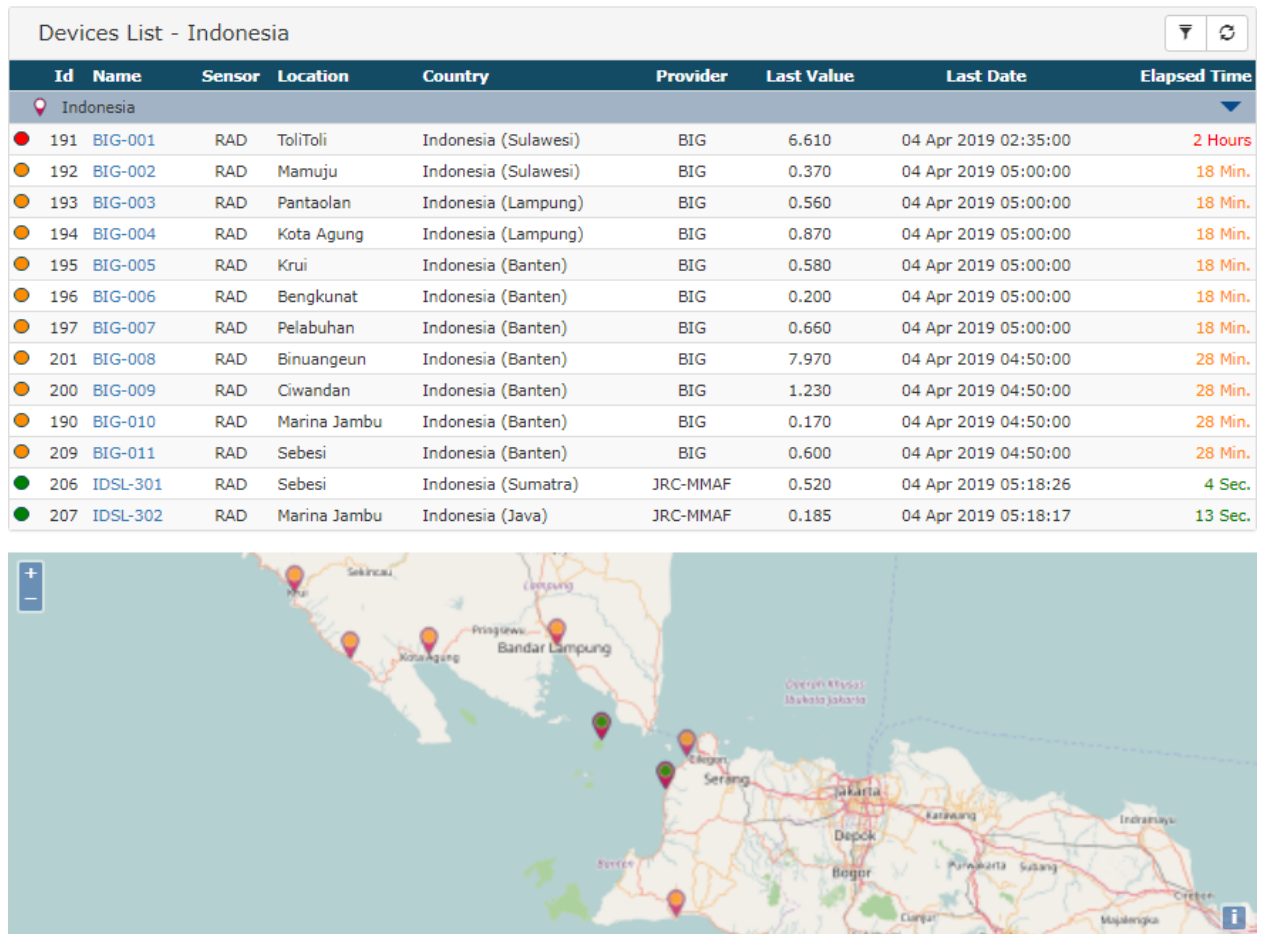 Devices List - Indonesia
Id Name Sensor Location Country Provider Last Value Last Date Elapsed Time
Indonesia
191 BIG-001 RAD ToliToli Indonesia (Sulawesi) BIG 6.610 04 Apr 2019 02:35:00 2 Hours
192 BIG-002 RAD Mamuju Indonesia (Sulawesi) BIG 0.370 04 Apr 2019 05:00:00 18 Min.
193 BIG-003 RAD Pantaolan Indonesia (Lampung) BIG 0.560 04 Apr 2019 05:00:00 18 Min.
194 BIG-004 RAD Kota Agung Indonesia (Lampung) BIG 0.870 04 Apr 2019 05:00:00 18 Min.
195 BIG-005 RAD Krui Indonesia (Banten) BIG 0.580 04 Apr 2019 05:00:00 18 Min.
196 BIG-006 RAD Bengkunat Indonesia (Banten) BIG 0.200 04 Apr 2019 05:00:00 18 Min.
197 BIG-007 RAD Pelabuhan Indonesia (Banten) BIG 0.660 04 Apr 2019 05:00:00 18 Min.
201 BIG-008 RAD Binuangeun Indonesia (Banten) BIG 7.970 04 Apr 2019 04:50:00 28 Min.
200 BIG-009 RAD Ciwandan Indonesia (Banten) BIG 1.230 04 Apr 2019 04:50:00 28 Min.
190 BIG-010 RAD Marina Jambu Indonesia (Banten) BIG 0.170 04 Apr 2019 04:50:00 28 Min.
209 BIG-011 RAD Sebesi Indonesia (Banten) BIG 0.600 04 Apr 2019 04:50:00 28 Min.
206 IDSL-301 RAD Sebesi Indonesia (Sumatra) JRC-MMAF 0.520 04 Apr 2019 05:18:26 4 Sec.
207 IDSL-302 RAD Marina Jambu Indonesia (Java) JRC-MMAF 0.185 04 Apr 2019 05:18:17 13 Sec.
+
Sekincau
Lampung
−
Krui
Pringsewu
Bandar Lampung
Kota Agung
Daerah Khusus
Ibukota Jakarta
Cilegon
Serang
Jakarta
Karawang
Indramayu
Depok
Banten
Bogor
Purwakarta
Subang
Cirebon
Cianjur
Majalengka
i